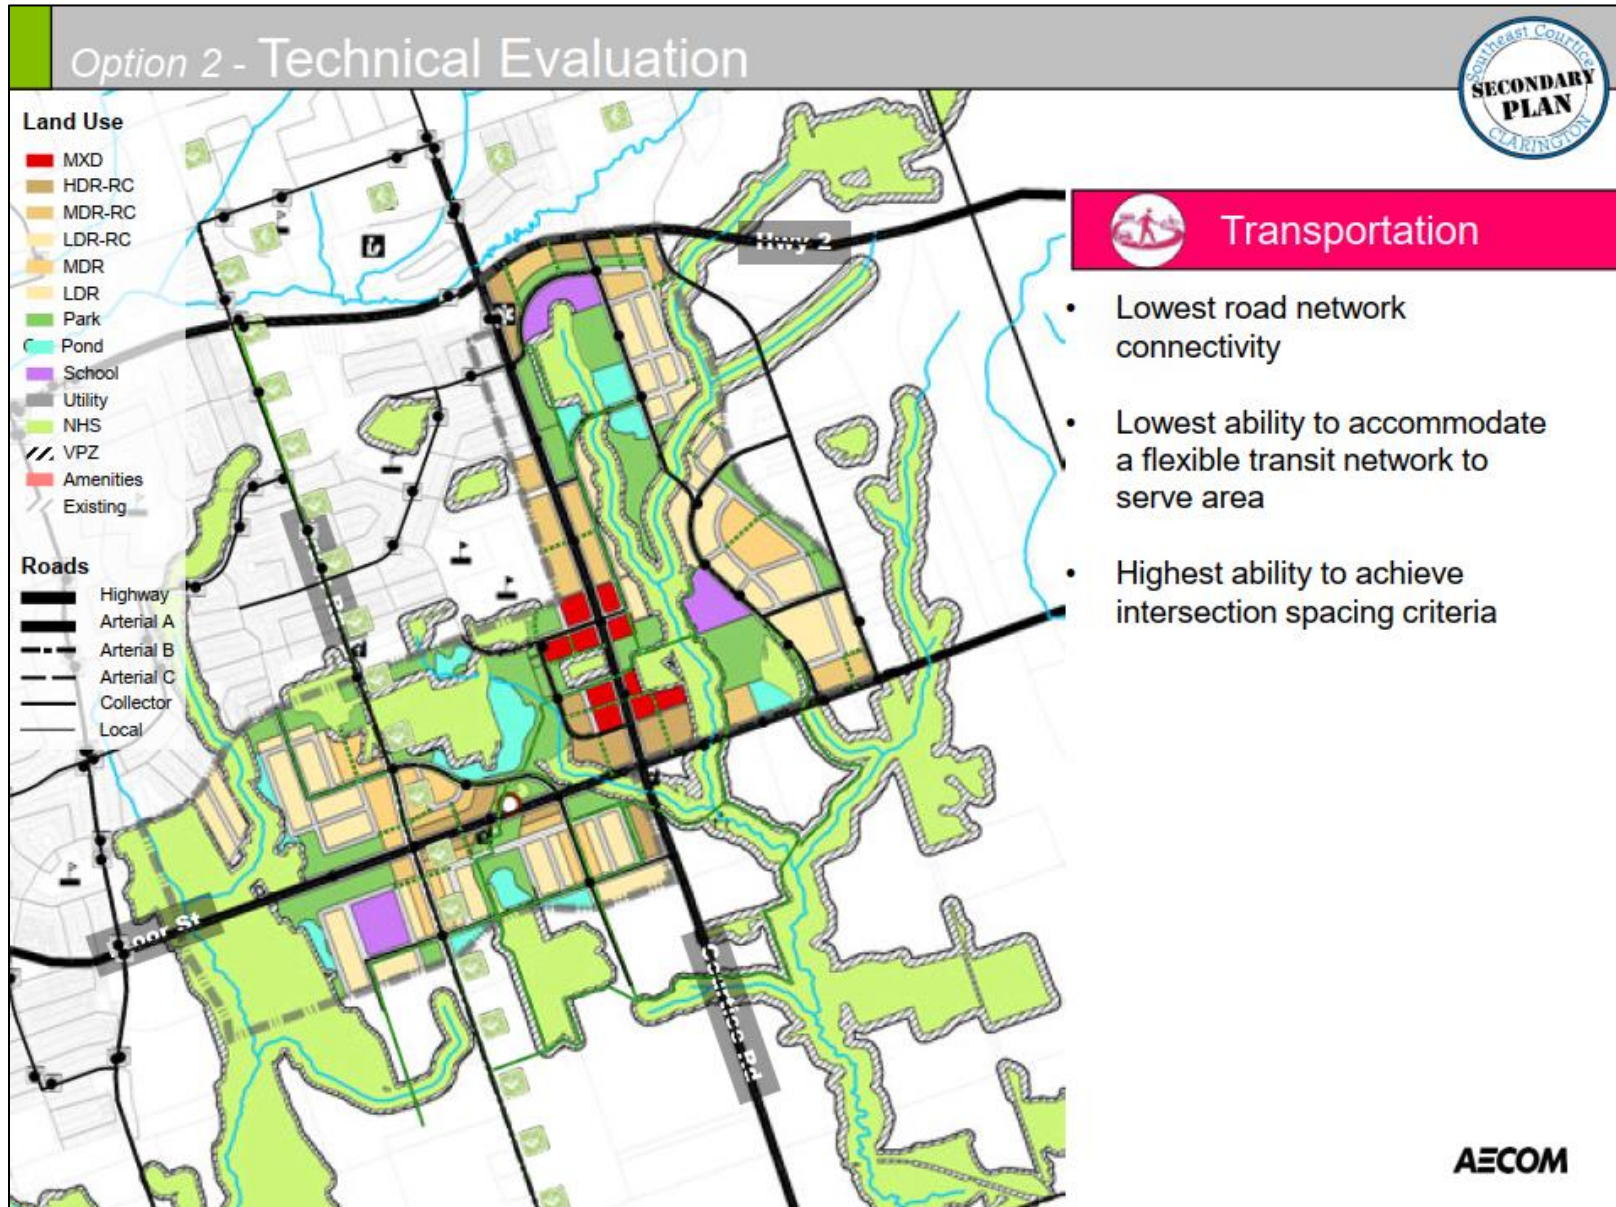 Option 2 - Technical Evaluation
Southeast Courtice
SECONDARY
PLAN
CLARINGTON
Land Use
MXD
HDR-RC
MDR-RC
LDR-RC
MDR
LDR
Park
Pond
School
Utility
NHS
VPZ
Amenities
Existing
Roads
Highway
Arterial A
Arterial B
Arterial C
Collector
Local
Hwy 2
Courtice Rd
Transportation
• Lowest road network
connectivity
• Lowest ability to accommodate
a flexible transit network to
serve area
• Highest ability to achieve
intersection spacing criteria
AECOM